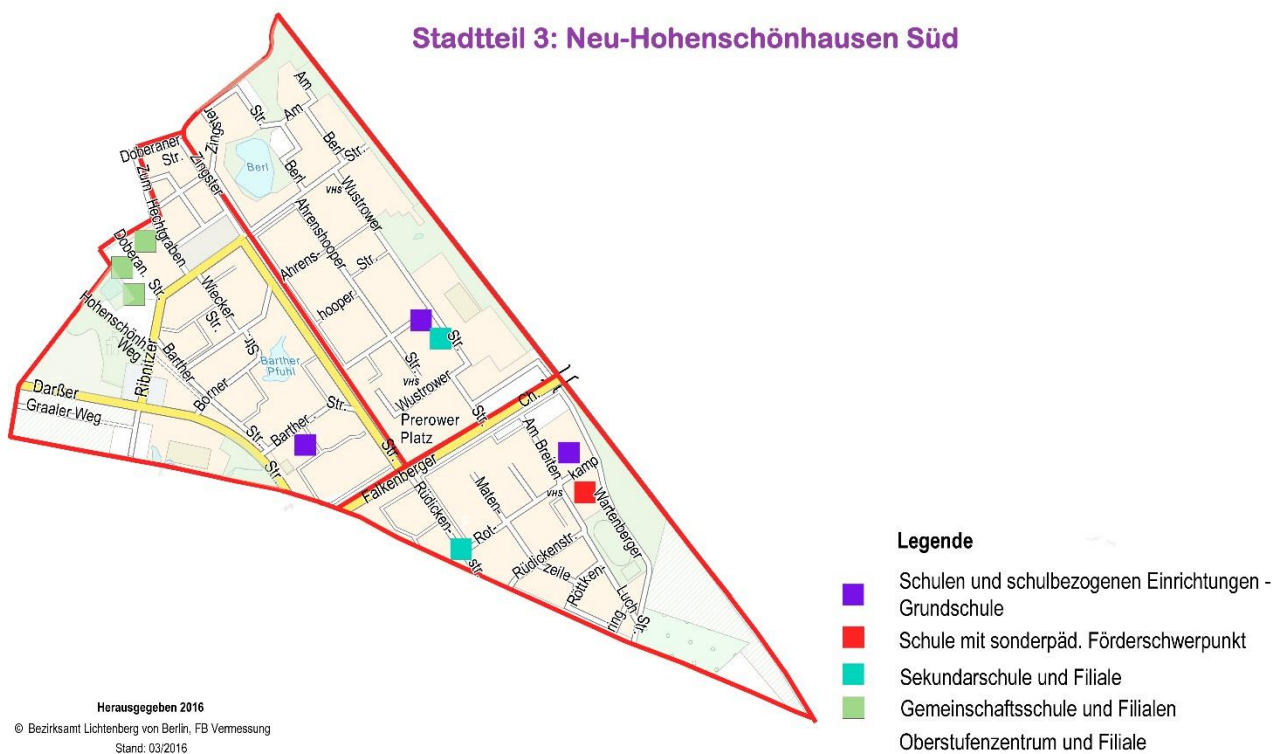 Stadtteil 3: Neu-Hohenschönhausen Süd
Am
Am
Str.
Zingster
Berl
Str.
Doberaner
Str.
Zingster
Berl
Berl
VHS
Wustrower
Zum
Hechtgraben
Ahrenshooper
Doberan.
Str.
Ahrens-
Str.
hooper
Wiecker
Str.
Str.
Hohenschönh.
Weg
Ribnitzer
Barther
Borner
Barther
Pfuhl
Str.
Str.
VHS
Wustrower
Str.
Darßer
Graaler Weg
Str.
Barther
Str.
Str.
Prerower
Platz
Str.
Ch.
Falkenberger
Am Breiten
kamp
VHS
Wartenberger
Rüdicken-
str.
Maten-
Rot-
Rüdickenstr.
zeile
Röttken-
ring
Luch
Str.
Legende
Schulen und schulbezogenen Einrichtungen -
Grundschule
Schule mit sonderpäd. Förderschwerpunkt
Sekundarschule und Filiale
Gemeinschaftsschule und Filialen
Oberstufenzentrum und Filiale
Herausgegeben 2016
© Bezirksamt Lichtenberg von Berlin, FB Vermessung
Stand: 03/2016